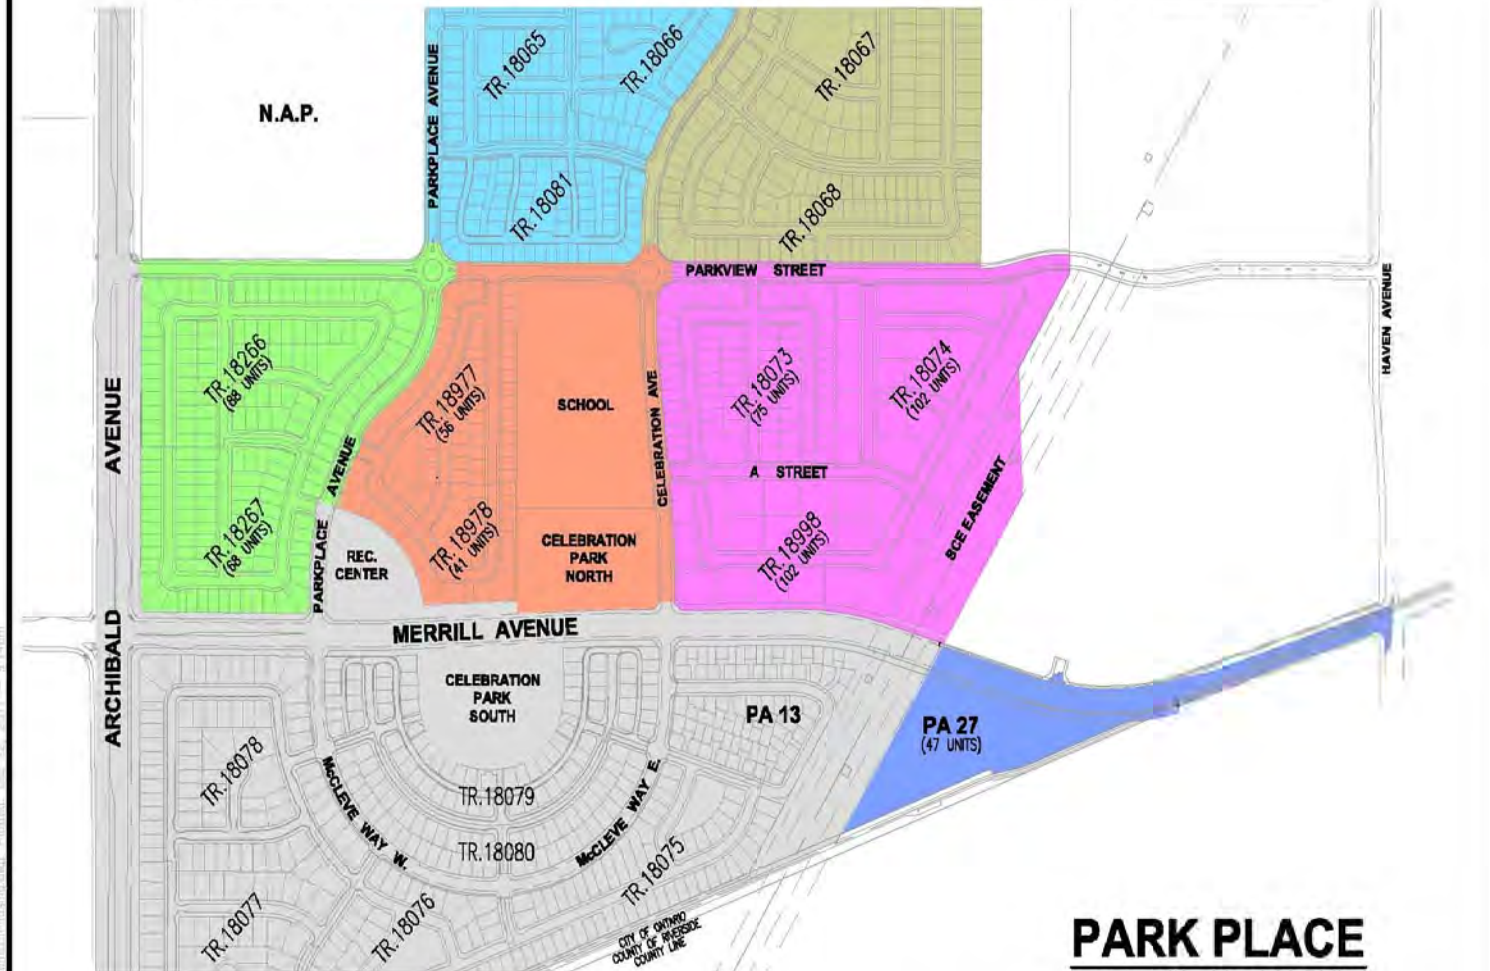 PARKPLACE AVENUE
TR.18065
TR.18066
TR.18067
N.A.P.
TR.18081
TR.18068
PARKVIEW STREET
HAVEN AVENUE
TR.18266
(88 UNITS)
TR.18977
(56 UNITS)
SCHOOL
CELEBRATION AVE
TR.18073
(75 UNITS)
TR.18074
(102 UNITS)
AVENUE
AVENUE
A STREET
SCE EASEMENT
TR.18267
(68 UNITS)
PARKPLACE
REC.
CENTER
TR.18978
(41 UNITS)
CELEBRATION
PARK
NORTH
TR.18998
(102 UNITS)
ARCHIBALD
MERRILL AVENUE
CELEBRATION
PARK
SOUTH
PA 13
PA 27
(47 UNITS)
TR.18078
McCLEVE WAY W.
TR.18079
McCLEVE WAY E.
TR.18080
TR.18075
TR.18077
TR.18076
CITY OF ONTARIO
COUNTY OF RIVERSIDE
COUNTY LINE
PARK PLACE